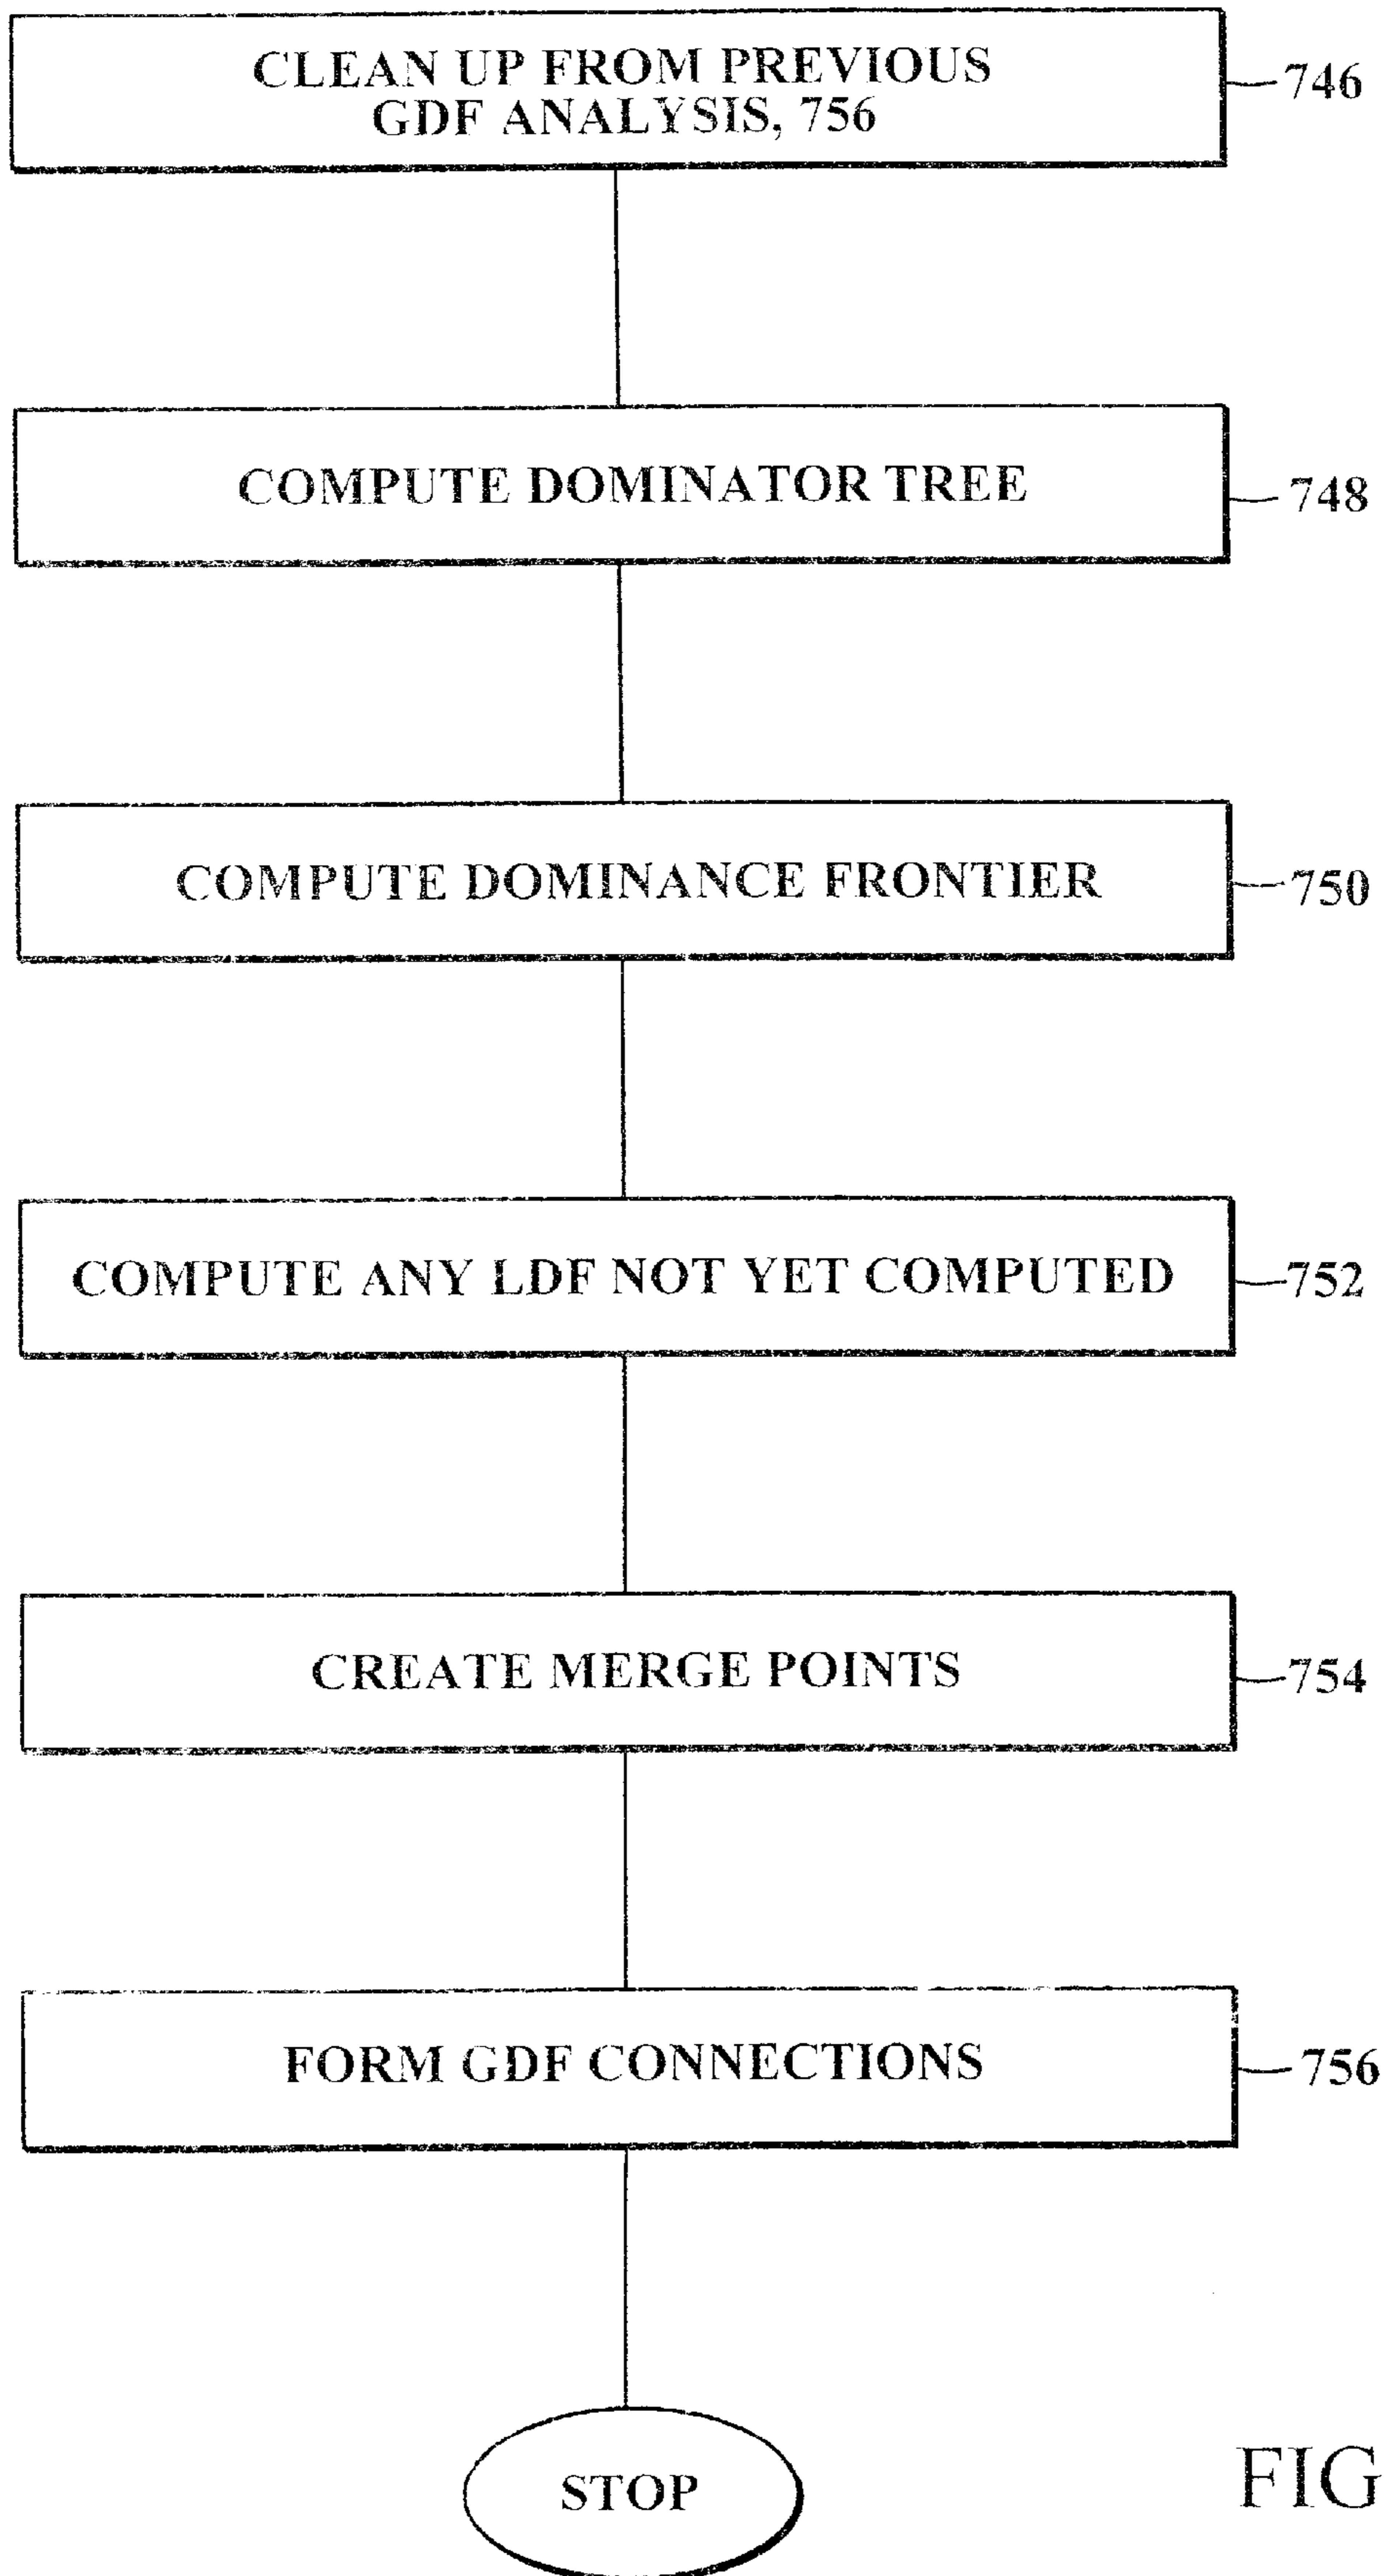 CLEAN UP FROM PREVIOUS
GDF ANALYSIS, 756
746
COMPUTE DOMINATOR TREE
748
COMPUTE DOMINANCE FRONTIER
750
COMPUTE ANY LDF NOT YET COMPUTED
752
CREATE MERGE POINTS
754
FORM GDF CONNECTIONS
756
STOP
FIG